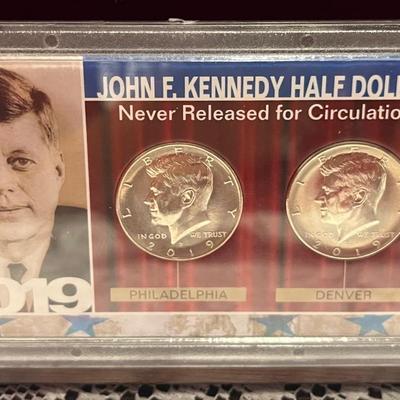 JOHN F. KENNEDY HALF DOLL
Never Released for Circulatio
LIBERTY
IN GOD WE TRUST
2019
LIBERTY
IN GOD WE TRUST
2019
PHILADELPHIA
DENVER
2019